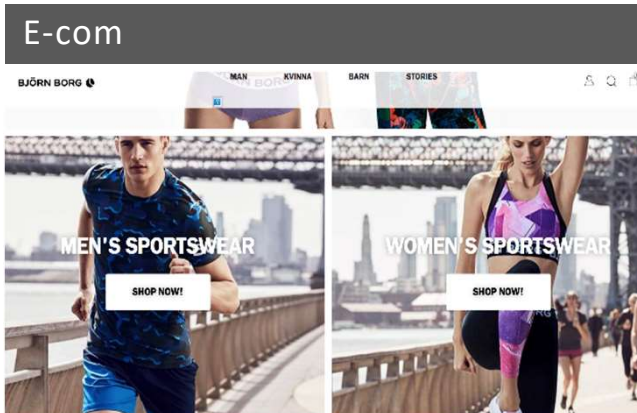 E-com
BJÖRN BORG
MAN KVINNA BARN STORIES
MEN'S SPORTSWEAR
SHOP NOW!
WOMEN'S SPORTSWEAR
SHOP NOW!